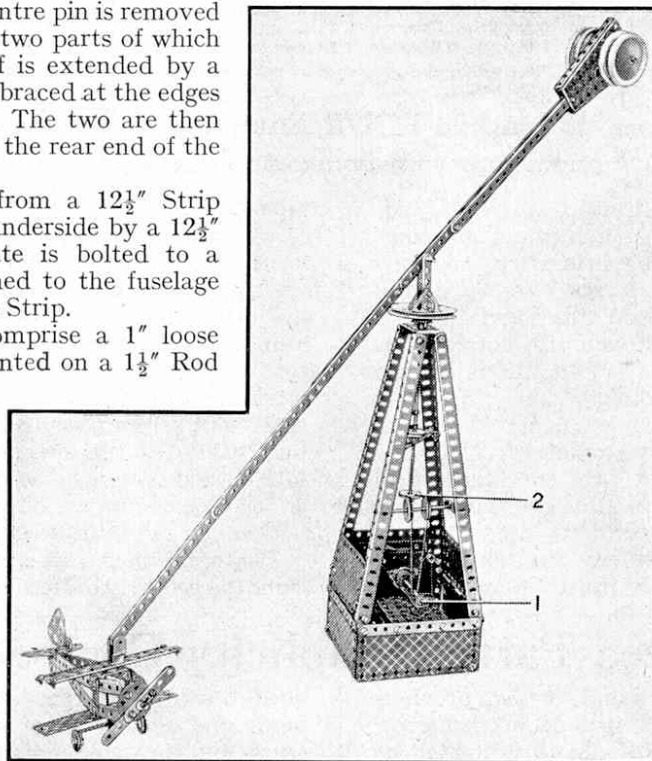 ntre pin is removed
two parts of which
f is extended by a
braced at the edges
The two are then
the rear end of the
from a 12½″ Strip
nderside by a 12½″
te is bolted to a
ned to the fuselage
Strip.
omprise a 1″ loose
nted on a 1½″ Rod
2
1